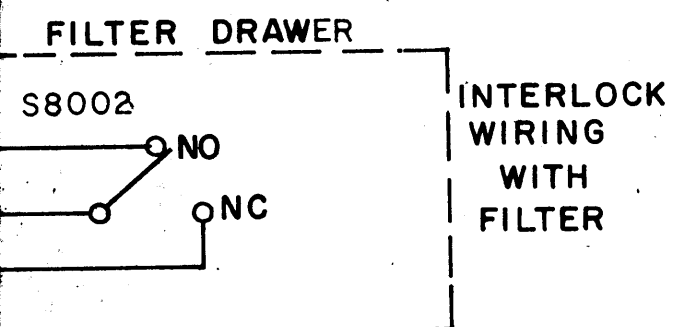 FILTER DRAWER
S8002
NO
NC
INTERLOCK
WIRING
WITH
FILTER